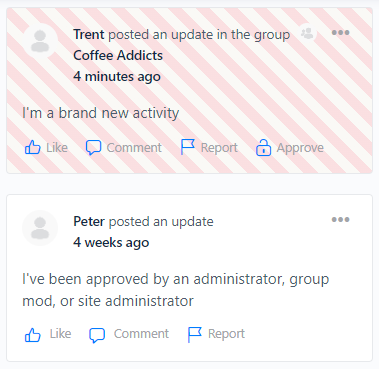 Trent posted an update in the group
Coffee Addicts
4 minutes ago
I'm a brand new activity
Like Comment Report Approve
Peter posted an update
4 weeks ago
I've been approved by an administrator, group
mod, or site administrator
Like Comment Report